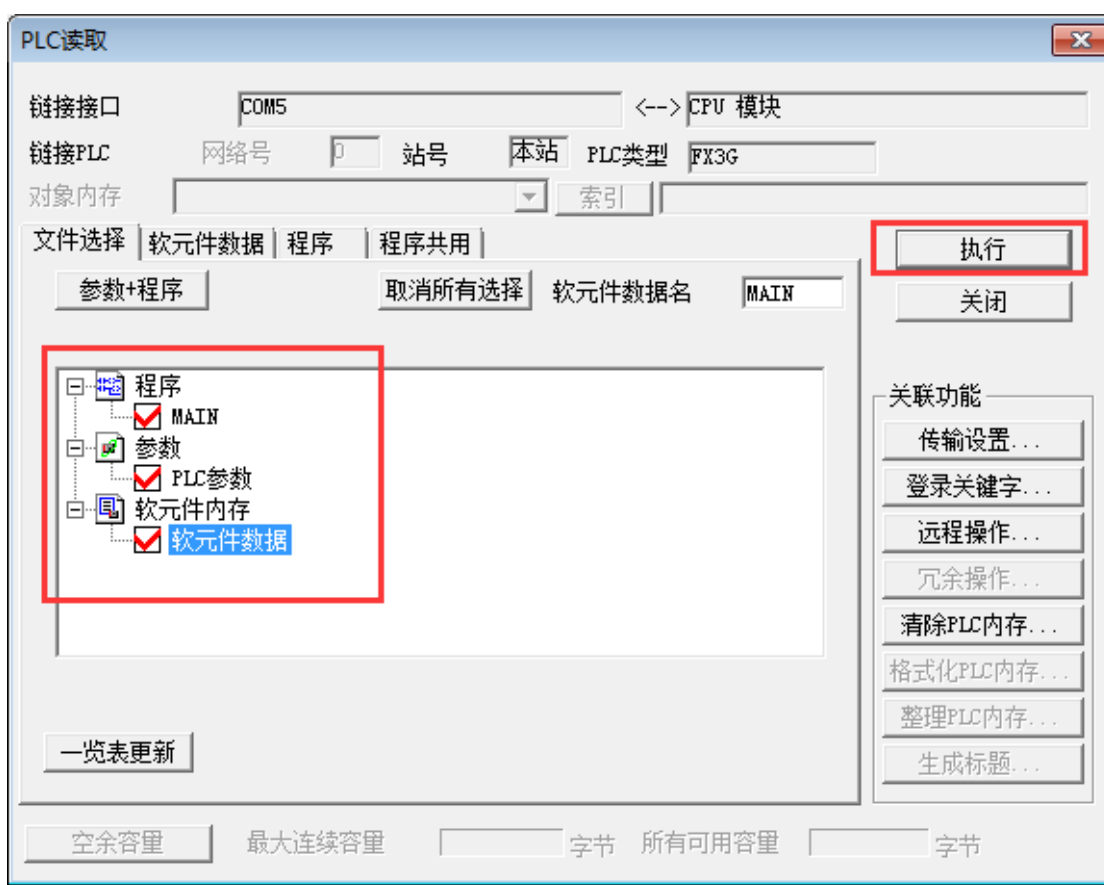 PLC读取
链接接口 COM5 <--> CPU 模块
链接PLC 网络号 0 站号 本站 PLC类型 FX3G
对象内存 索引
文件选择 软元件数据 程序 程序共用
执行
参数+程序 取消所有选择 软元件数据名 MAIN
关闭
程序
MAIN
参数
PLC参数
软元件内存
软元件数据
关联功能
传输设置...
登录关键字...
远程操作...
冗余操作...
清除PLC内存...
格式化PLC内存...
整理PLC内存...
生成标题...
一览表更新
空余容量 最大连续容量 字节 所有可用容量 字节